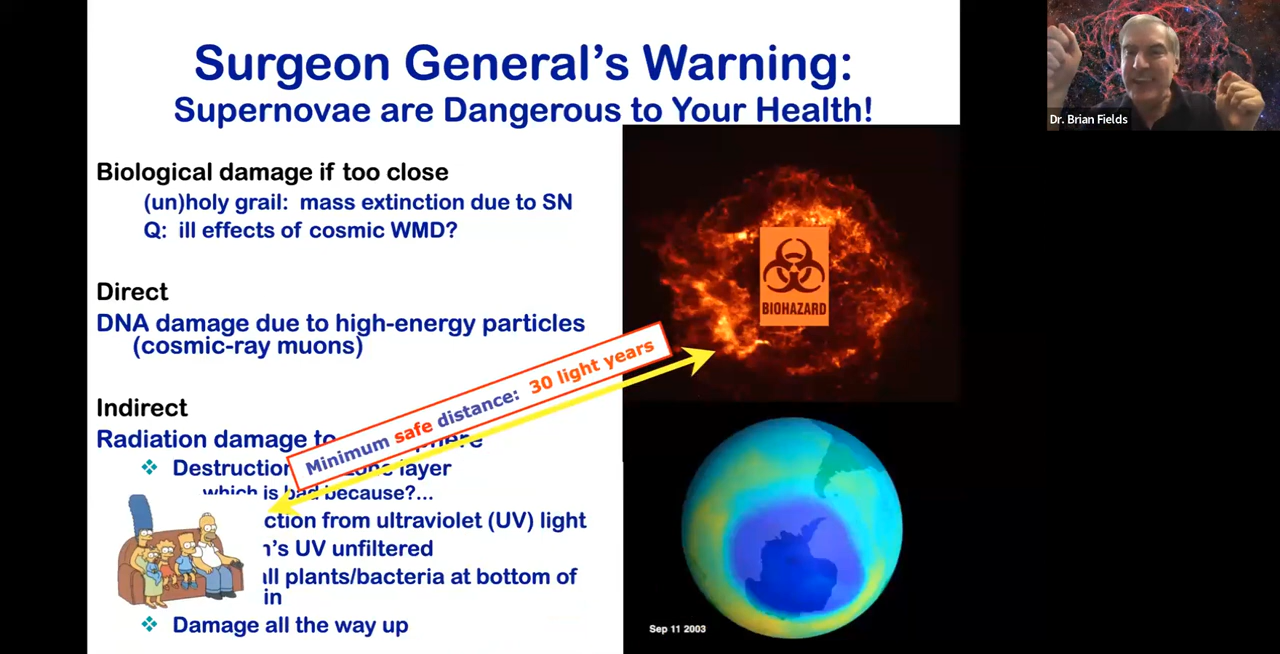 Surgeon General's Warning:
Supernovae are Dangerous to Your Health!
Dr. Brian Fields
Biological damage if too close
(un)holy grail: mass extinction due to SN
Q: ill effects of cosmic WMD?
BIOHAZARD
Direct
DNA damage due to high-energy particles
(cosmic-ray muons)
Minimum safe distance: 30 light years
Indirect
Radiation damage to
❖ Destruction layer
which is bad because?...
ction from ultraviolet (UV) light
's UV unfiltered
ll plants/bacteria at bottom of
in
❖ Damage all the way up
Sep 11 2003